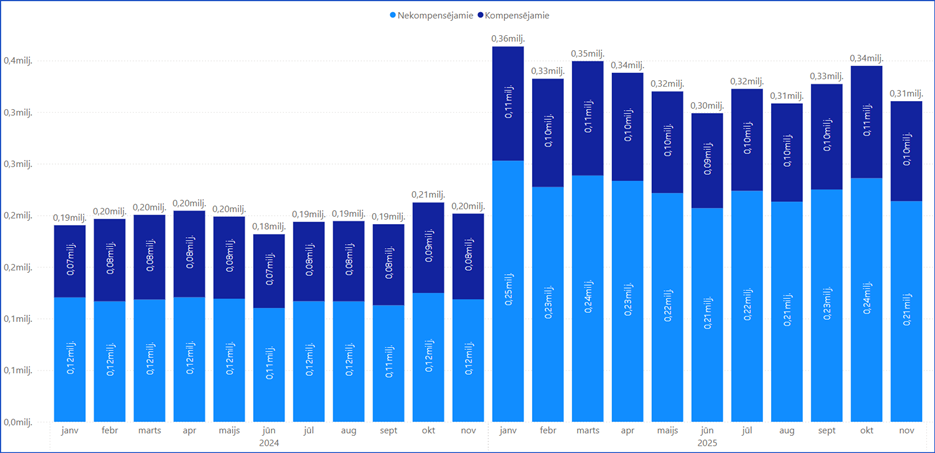 Nekompensējamie Kompensējamie
0,4milj.
0,3milj.
0,3milj.
0,2milj.
0,2milj.
0,1milj.
0,1milj.
0,0milj.
0,19milj. 0,20milj. 0,20milj. 0,20milj. 0,20milj. 0,18milj. 0,19milj. 0,19milj. 0,19milj. 0,21milj. 0,20milj. 0,36milj. 0,33milj. 0,35milj. 0,34milj. 0,32milj. 0,30milj. 0,32milj. 0,31milj. 0,33milj. 0,34milj. 0,31milj.
0,07milj. 0,08milj. 0,08milj. 0,08milj. 0,08milj. 0,07milj. 0,08milj. 0,08milj. 0,08milj. 0,09milj. 0,08milj. 0,11milj. 0,10milj. 0,11milj. 0,10milj. 0,10milj. 0,09milj. 0,10milj. 0,10milj. 0,10milj. 0,11milj. 0,10milj.
0,12milj. 0,12milj. 0,12milj. 0,12milj. 0,12milj. 0,11milj. 0,12milj. 0,12milj. 0,11milj. 0,12milj. 0,12milj. 0,25milj. 0,23milj. 0,24milj. 0,23milj. 0,22milj. 0,21milj. 0,22milj. 0,21milj. 0,23milj. 0,24milj. 0,21milj.
janv febr marts apr maijs jūn jūl aug sept okt nov janv febr marts apr maijs jūn jūl aug sept okt nov
2024 2025